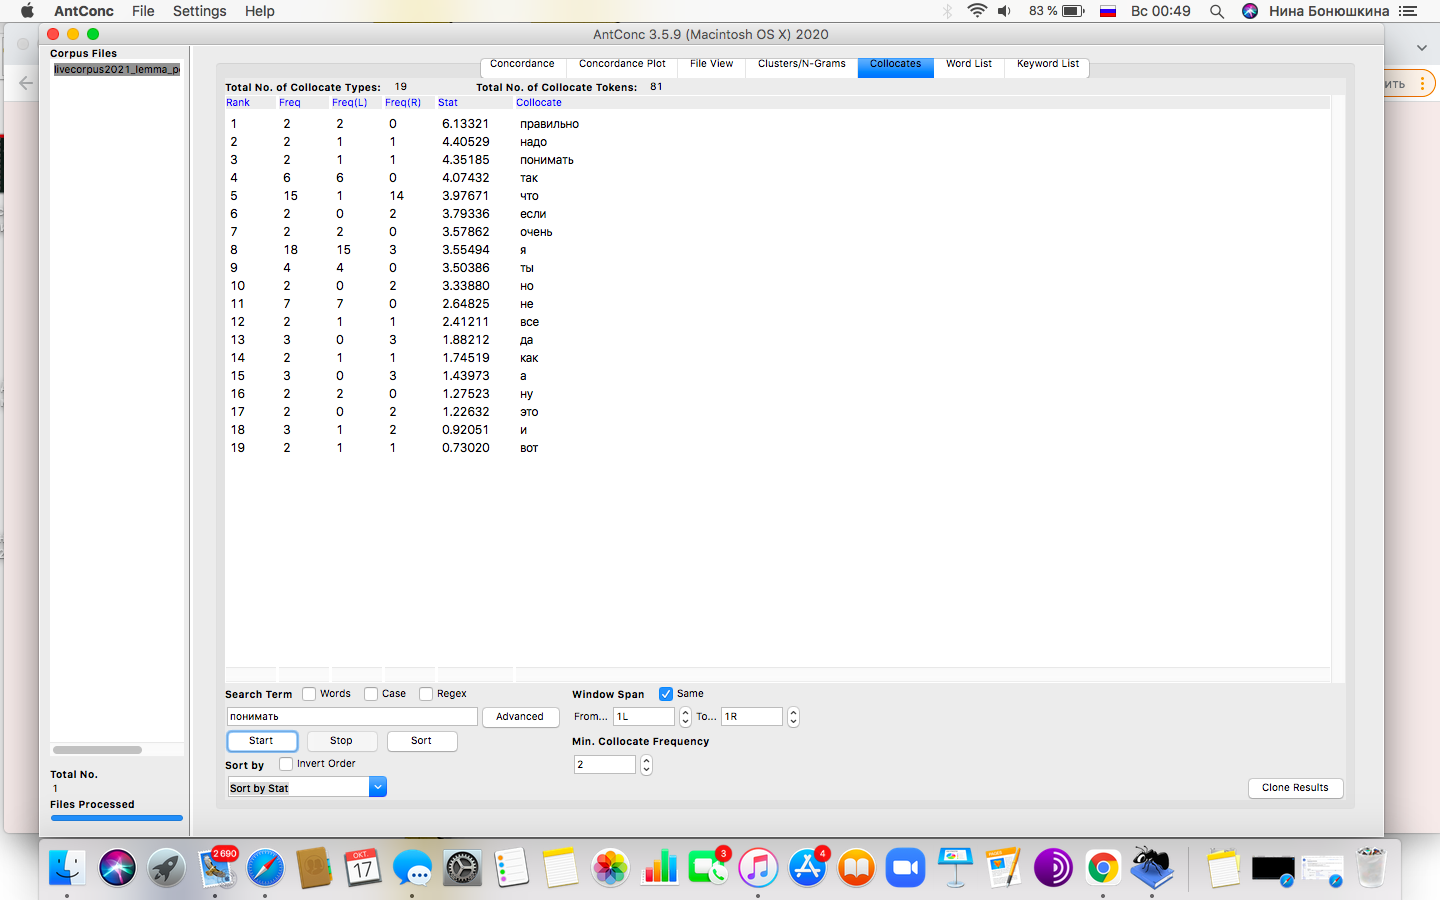 AntConc File Settings Help 83 % Вс 00:49 Нина Бонюшкина
AntConc 3.5.9 (Macintosh OS X) 2020
Corpus Files
livecorpus2021_lemma_p
Concordance Concordance Plot File View Clusters/N-Grams Collocates Word List Keyword List
Total No. of Collocate Types: 19 Total No. of Collocate Tokens: 81
Rank Freq Freq(L) Freq(R) Stat Collocate
1 2 2 0 6.13321 правильно
2 2 1 1 4.40529 надо
3 2 1 1 4.35185 понимать
4 6 6 0 4.07432 так
5 15 1 14 3.97671 что
6 2 0 2 3.79336 если
7 2 2 0 3.57862 очень
8 18 15 3 3.55494 я
9 4 4 0 3.50386 ты
10 2 0 2 3.33880 но
11 7 7 0 2.64825 не
12 2 1 1 2.41211 все
13 3 0 3 1.88212 да
14 2 1 1 1.74519 как
15 3 0 3 1.43973 а
16 2 2 0 1.27523 ну
17 2 0 2 1.22632 это
18 3 1 2 0.92051 и
19 2 1 1 0.73020 вот
ить
Search Term Words Case Regex Window Span Same
понимать Advanced From... 1L To... 1R
Start Stop Sort Min. Collocate Frequency
Sort by Invert Order 2
Sort by Stat Clone Results
Total No.
1
Files Processed
2 690 ОКТ. 17 3 4